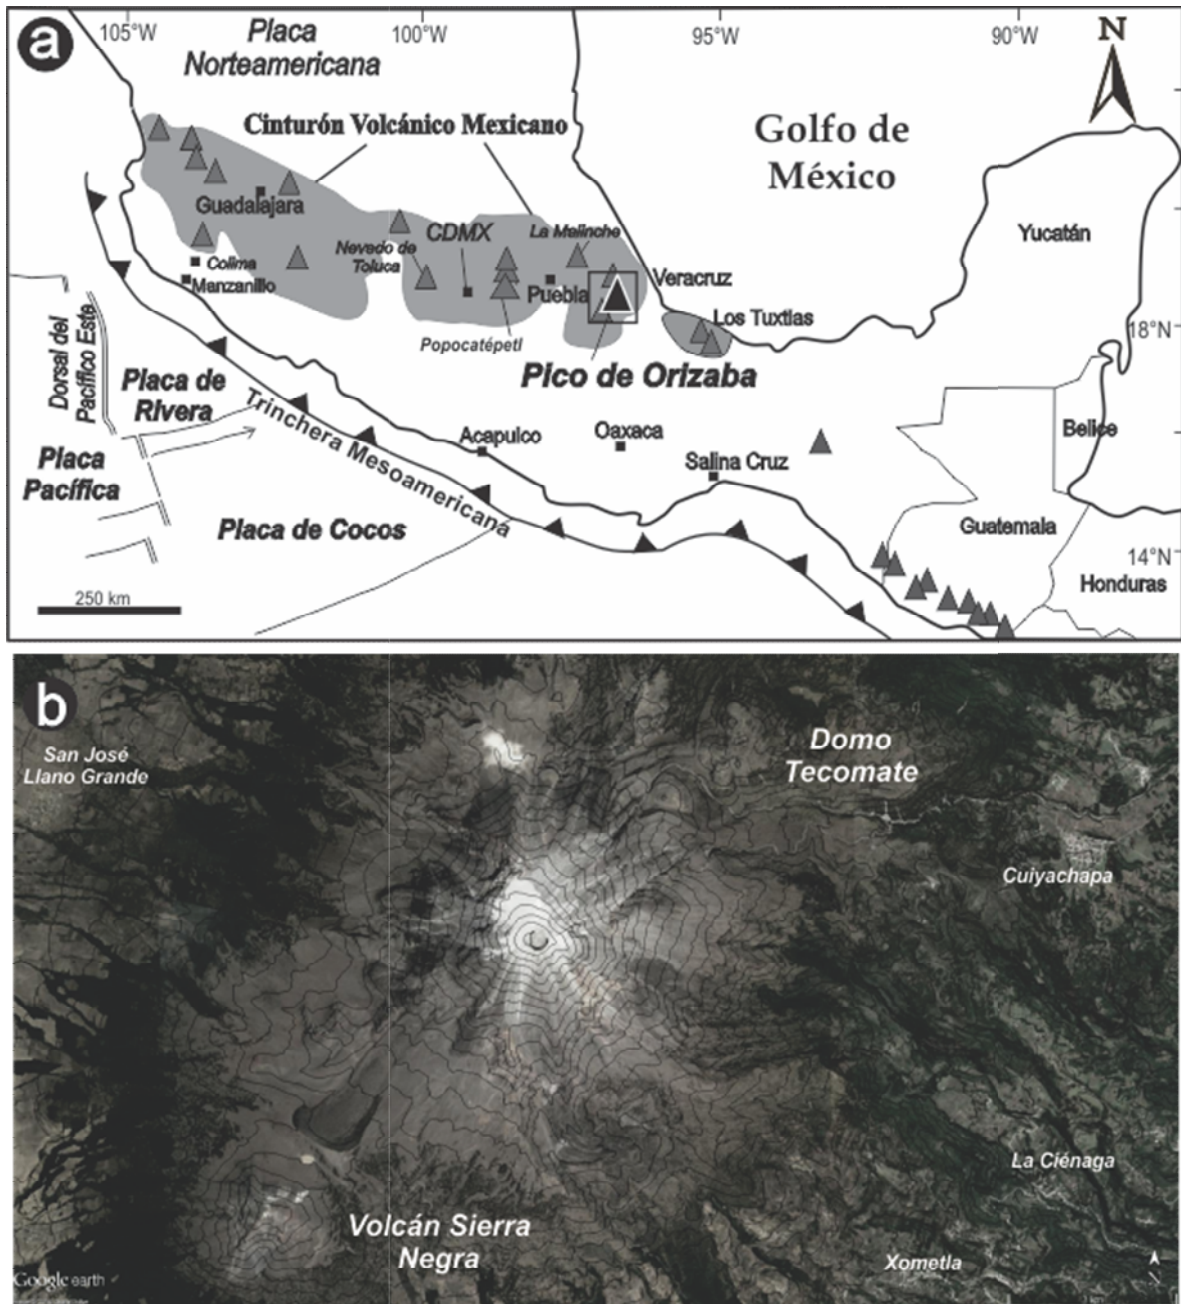 a
105°W
100°W
95°W
90°W
N
Placa
Norteamericana
Cinturón Volcánico Mexicano
Golfo de
México
Guadalajara
CDMX
La Malinche
Yucatán
Nevedo de
Toluca
Colima
Manzanillo
Puebla
Veracruz
Los Tuxtlas
18°N
Popocatépetl
Pico de Orizaba
Dorsal del
Pacífico Este
Placa de
Rivera
Trinchera Mesoamericana
Acapulco
Oaxaca
Belice
Placa
Pacífica
Salina Cruz
Placa de Cocos
Guatemala
14°N
Honduras
250 km
b
San José
Llano Grande
Domo
Tecomate
Cuiyachapa
La Ciénaga
Volcán Sierra
Negra
Xometla
Google earth